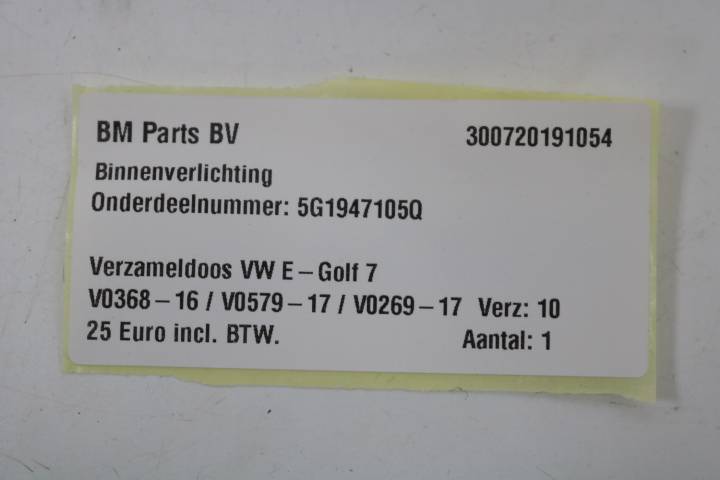 BM Parts BV 300720191054
Binnenverlichting
Onderdeelnummer: 5G1947105Q
Verzameldoos VW E-Golf 7
V0368-16 / V0579-17 / V0269-17 Verz: 10
25 Euro incl. BTW. Aantal: 1